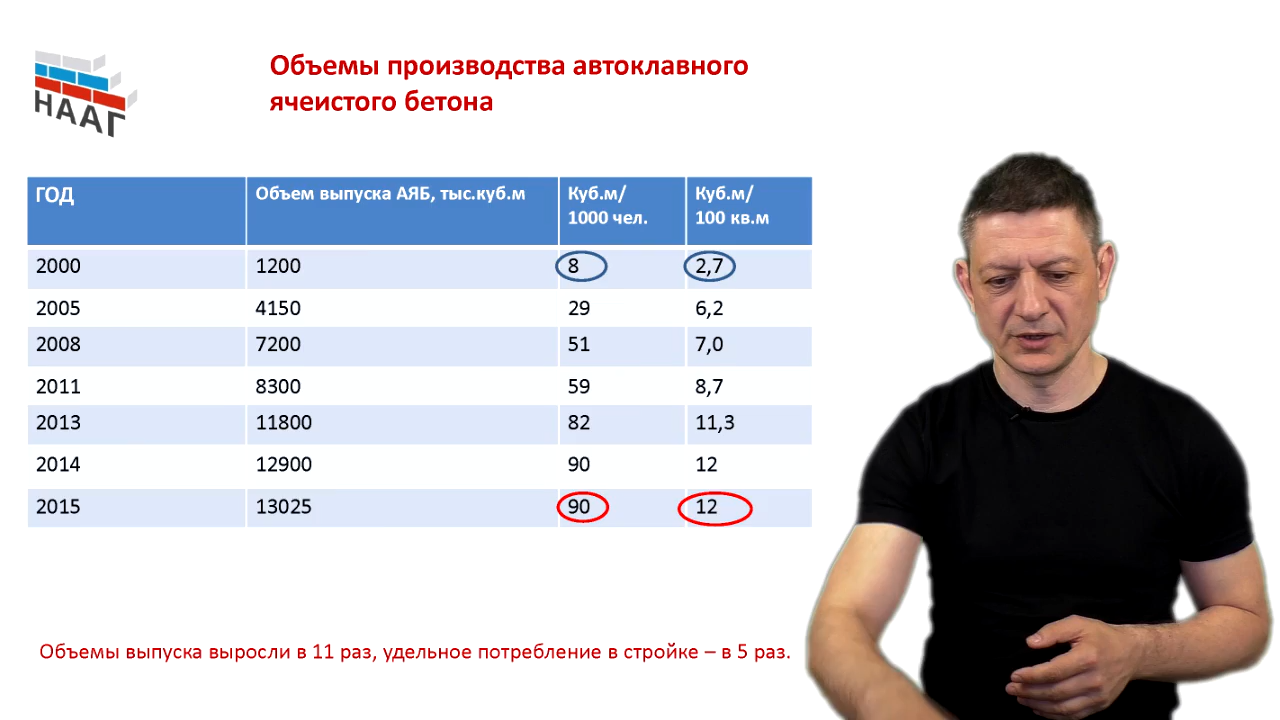 НААГ
Объемы производства автоклавного
ячеистого бетона
ГОД Объем выпуска АЯБ, тыс.куб.м Куб.м/ 1000 чел. Куб.м/ 100 кв.м
2000 1200 8 2,7
2005 4150 29 6,2
2008 7200 51 7,0
2011 8300 59 8,7
2013 11800 82 11,3
2014 12900 90 12
2015 13025 90 12
Объемы выпуска выросли в 11 раз, удельное потребление в стройке – в 5 раз.